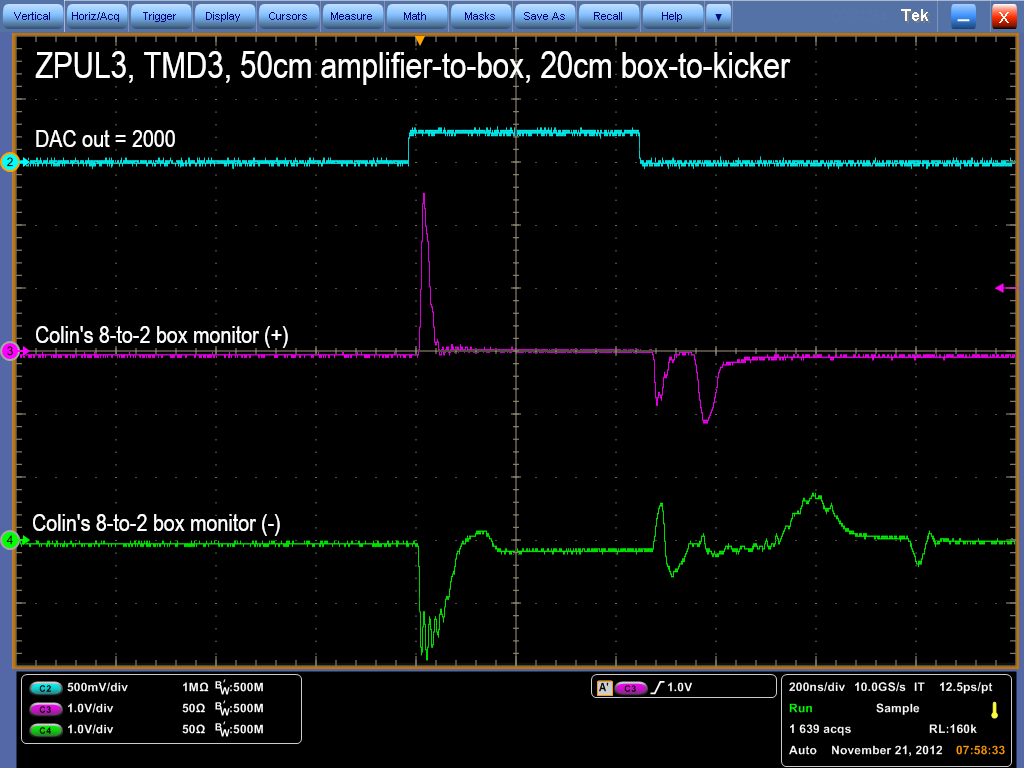 Vertical Horiz/Acq Trigger Display Cursors Measure Math Masks Save As Recall Help Tek X
ZPUL3, TMD3, 50cm amplifier-to-box, 20cm box-to-kicker
DAC out = 2000
2
Colin's 8-to-2 box monitor (+)
3
Colin's 8-to-2 box monitor (-)
4
C2 500mV/div 1MΩ B'W:500M
C3 1.0V/div 50Ω B'W:500M
C4 1.0V/div 50Ω B'W:500M
A' C3 1.0V
200ns/div 10.0GS/s IT 12.5ps/pt
Run Sample
1 639 acqs RL:160k
Auto November 21, 2012 07:58:33